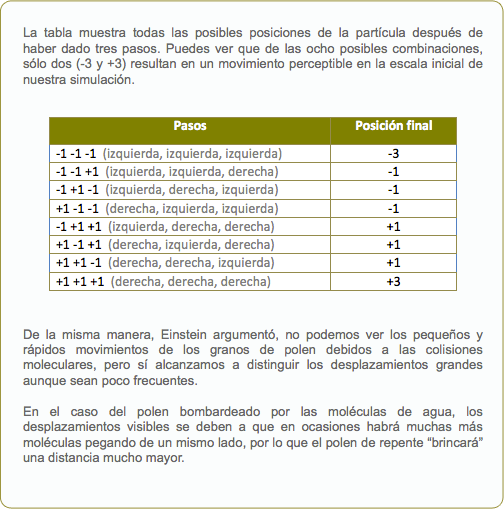 La tabla muestra todas las posibles posiciones de la partícula después de
haber dado tres pasos. Puedes ver que de las ocho posibles combinaciones,
sólo dos (-3 y +3) resultan en un movimiento perceptible en la escala inicial de
nuestra simulación.
Pasos Posición final
-1 -1 -1 (izquierda, izquierda, izquierda) -3
-1 -1 +1 (izquierda, izquierda, derecha) -1
-1 +1 -1 (izquierda, derecha, izquierda) -1
+1 -1 -1 (derecha, izquierda, izquierda) -1
-1 +1 +1 (izquierda, derecha, derecha) +1
+1 -1 +1 (derecha, izquierda, derecha) +1
+1 +1 -1 (derecha, derecha, izquierda) +1
+1 +1 +1 (derecha, derecha, derecha) +3
De la misma manera, Einstein argumentó, no podemos ver los pequeños y
rápidos movimientos de los granos de polen debidos a las colisiones
moleculares, pero sí alcanzamos a distinguir los desplazamientos grandes
aunque sean poco frecuentes.
En el caso del polen bombardeado por las moléculas de agua, los
desplazamientos visibles se deben a que en ocasiones habrá muchas más
moléculas pegando de un mismo lado, por lo que el polen de repente “brincará”
una distancia mucho mayor.